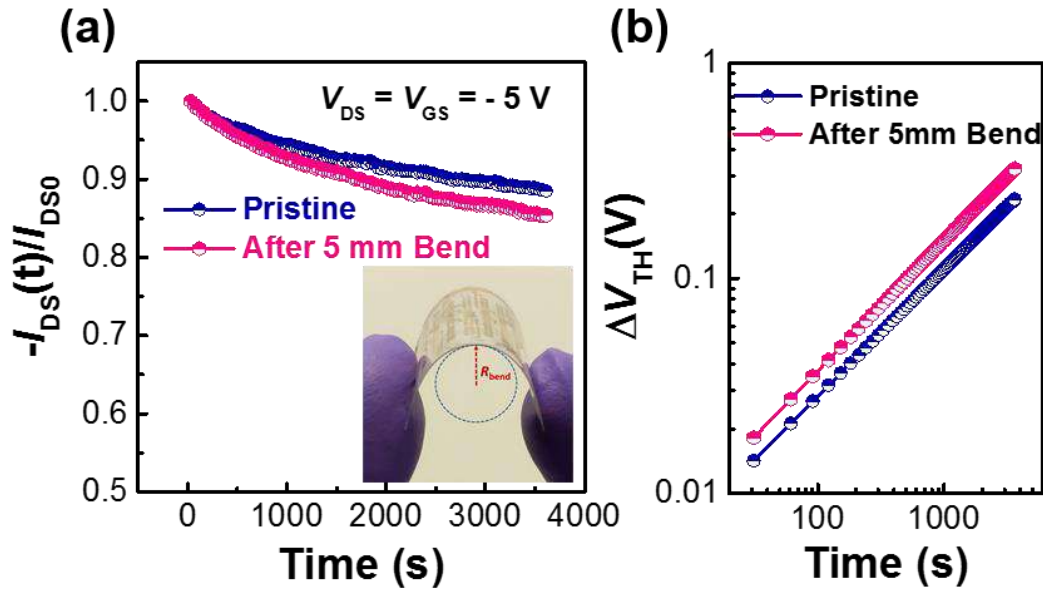 (a)
-I_DS(t)/I_DS0
1.0
0.9
0.8
0.7
0.6
0.5
V_DS = V_GS = - 5 V
Pristine
After 5 mm Bend
R_bend
0
1000
2000
3000
4000
Time (s)
(b)
ΔV_TH(V)
1
0.1
0.01
Pristine
After 5mm Bend
100
1000
Time (s)